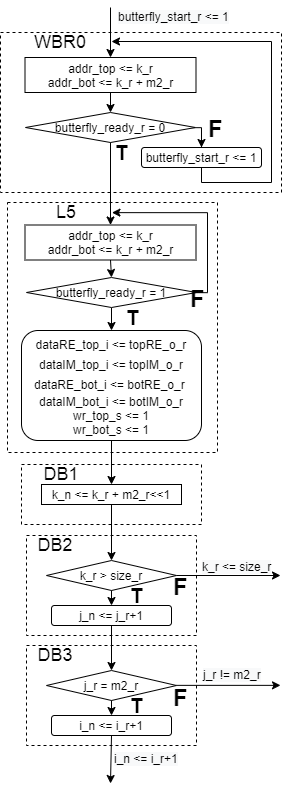 butterfly_start_r <= 1
WBR0
addr_top <= k_r
addr_bot <= k_r + m2_r
butterfly_ready_r = 0
F
T
butterfly_start_r <= 1
L5
addr_top <= k_r
addr_bot <= k_r + m2_r
butterfly_ready_r = 1
F
T
dataRE_top_i <= topRE_o_r
dataIM_top_i <= topIM_o_r
dataRE_bot_i <= botRE_o_r
dataIM_bot_i <= botIM_o_r
wr_top_s <= 1
wr_bot_s <= 1
DB1
k_n <= k_r + m2_r<<1
DB2
k_r <= size_r
k_r > size_r
F
T
j_n <= j_r+1
DB3
j_r != m2_r
j_r = m2_r
F
T
i_n <= i_r+1
i_n <= i_r+1